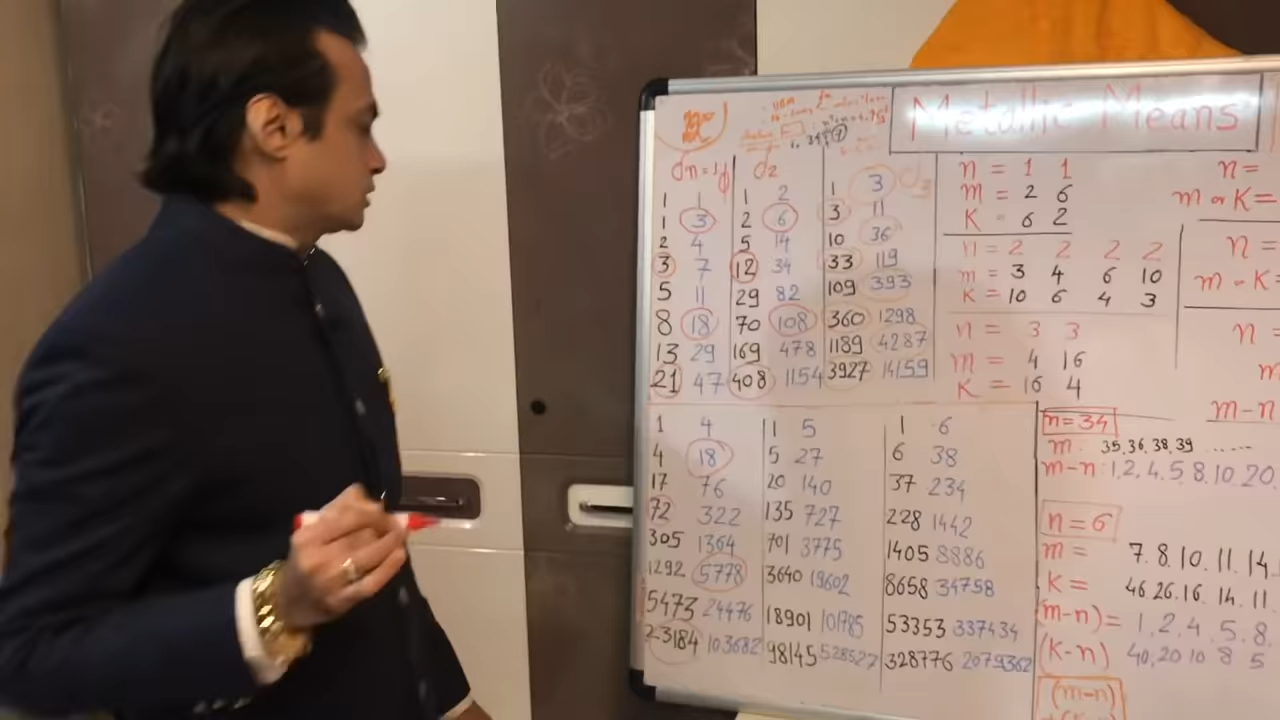 Metallic Means
n = 1 1
m = 2 6
K = 6 2
n =
m or K =
n = 2 2 2 2
m = 3 4 6 10
K = 10 6 4 3
n =
m or K =
n = 3 3
m = 4 16
K = 16 4
n =
m
m-n
1 1 1 2 1 3
1 3 2 6 3 11
2 4 5 14 10 36
3 7 12 34 33 119
5 11 29 82 109 393
8 18 70 108 360 1298
13 29 169 478 1189 4287
21 47 408 1154 3927 14159
1 4 1 5 1 6
4 18 5 27 6 38
17 76 20 140 37 234
72 322 135 727 228 1442
305 1364 701 3775 1405 8886
1292 5778 3640 19602 8658 34758
5473 24476 18901 101785 53353 337434
23184 103682 98145 528527 328776 2079362
n=34
m: 35,36,38,39 ......
m-n: 1,2,4,5,8,10,20,
n=6
m = 7.8.10.11.14
K = 46.26.16.14.11
(m-n) = 1.2.4.5.8.
(K-n) 40,20 10 8 5
(m-n)